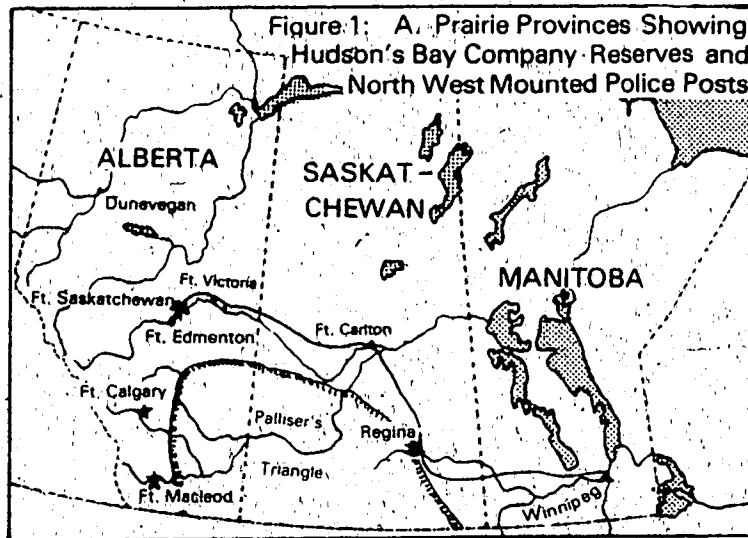 Figure 1: A. Prairie Provinces Showing
Hudson's Bay Company Reserves and
North West Mounted Police Posts
ALBERTA
SASKAT-
CHEWAN
Dunevegan
MANITOBA
Ft. Victoria
Ft. Saskatchewan
Ft. Edmonton
Ft. Carlton
Ft. Calgary
Palliser's
Regina
Triangle
Ft. Macleod
Winnipeg